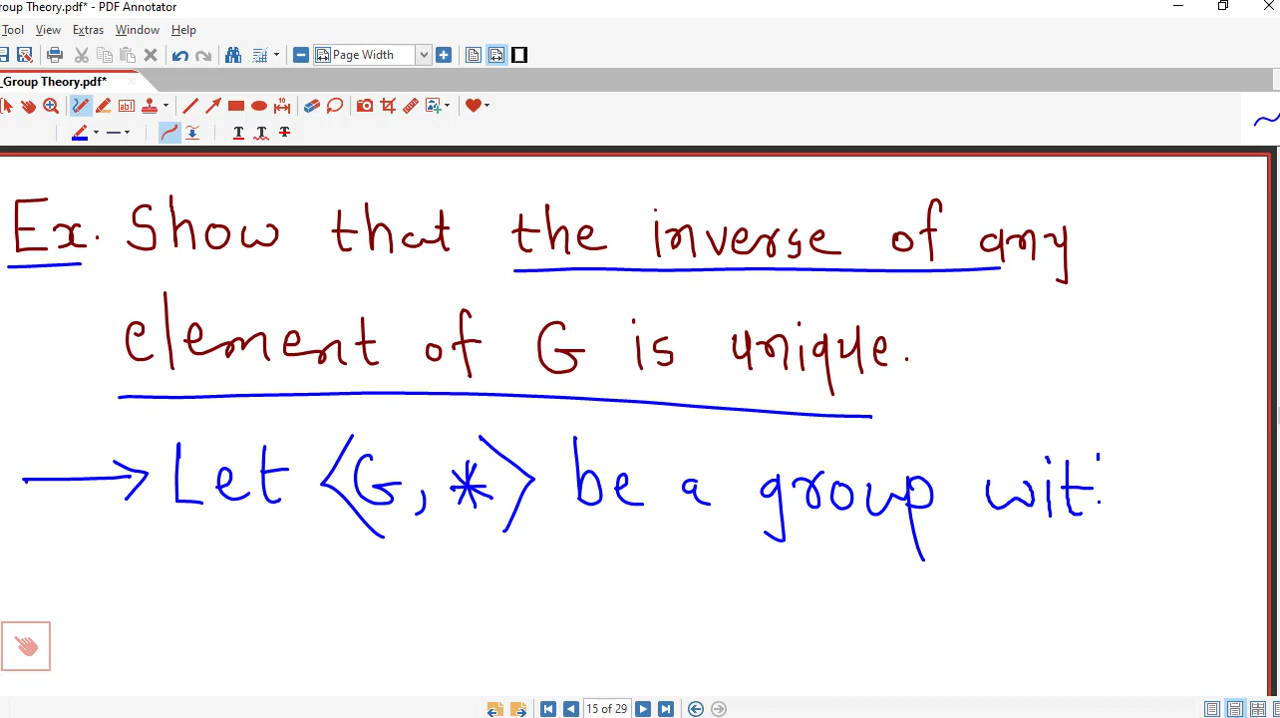 roup Theory.pdf* - PDF Annotator
Tool View Extras Window Help
Page Width
_Group Theory.pdf*
Ex. Show that the inverse of any
element of G is unique.
→ Let <G, *> be a group wit
15 of 29